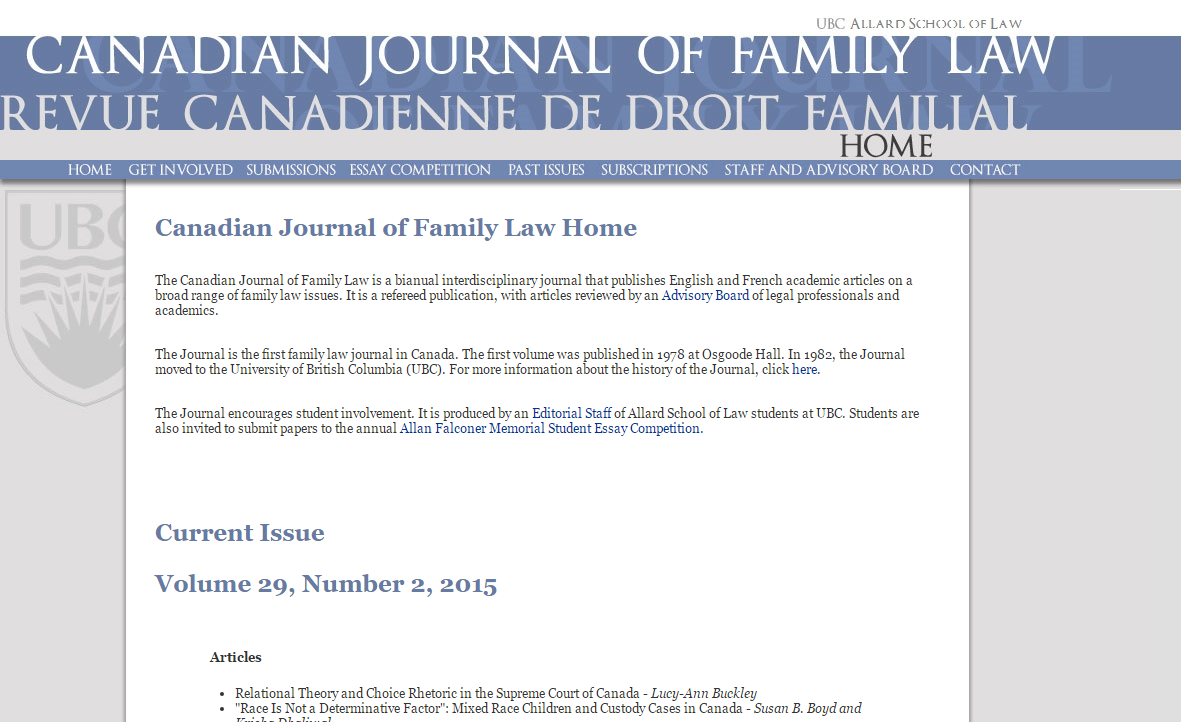 UBC ALLARD SCHOOL OF LAW
CANADIAN JOURNAL OF FAMILY LAW
REVUE CANADIENNE DE DROIT FAMILIAL
HOME
HOME GET INVOLVED SUBMISSIONS ESSAY COMPETITION PAST ISSUES SUBSCRIPTIONS STAFF AND ADVISORY BOARD CONTACT
UBC
Canadian Journal of Family Law Home
The Canadian Journal of Family Law is a bianual interdisciplinary journal that publishes English and French academic articles on a
broad range of family law issues. It is a refereed publication, with articles reviewed by an Advisory Board of legal professionals and
academics.
The Journal is the first family law journal in Canada. The first volume was published in 1978 at Osgoode Hall. In 1982, the Journal
moved to the University of British Columbia (UBC). For more information about the history of the Journal, click here.
The Journal encourages student involvement. It is produced by an Editorial Staff of Allard School of Law students at UBC. Students are
also invited to submit papers to the annual Allan Falconer Memorial Student Essay Competition.
Current Issue
Volume 29, Number 2, 2015
Articles
• Relational Theory and Choice Rhetoric in the Supreme Court of Canada - Lucy-Ann Buckley
• "Race Is Not a Determinative Factor": Mixed Race Children and Custody Cases in Canada - Susan B. Boyd and